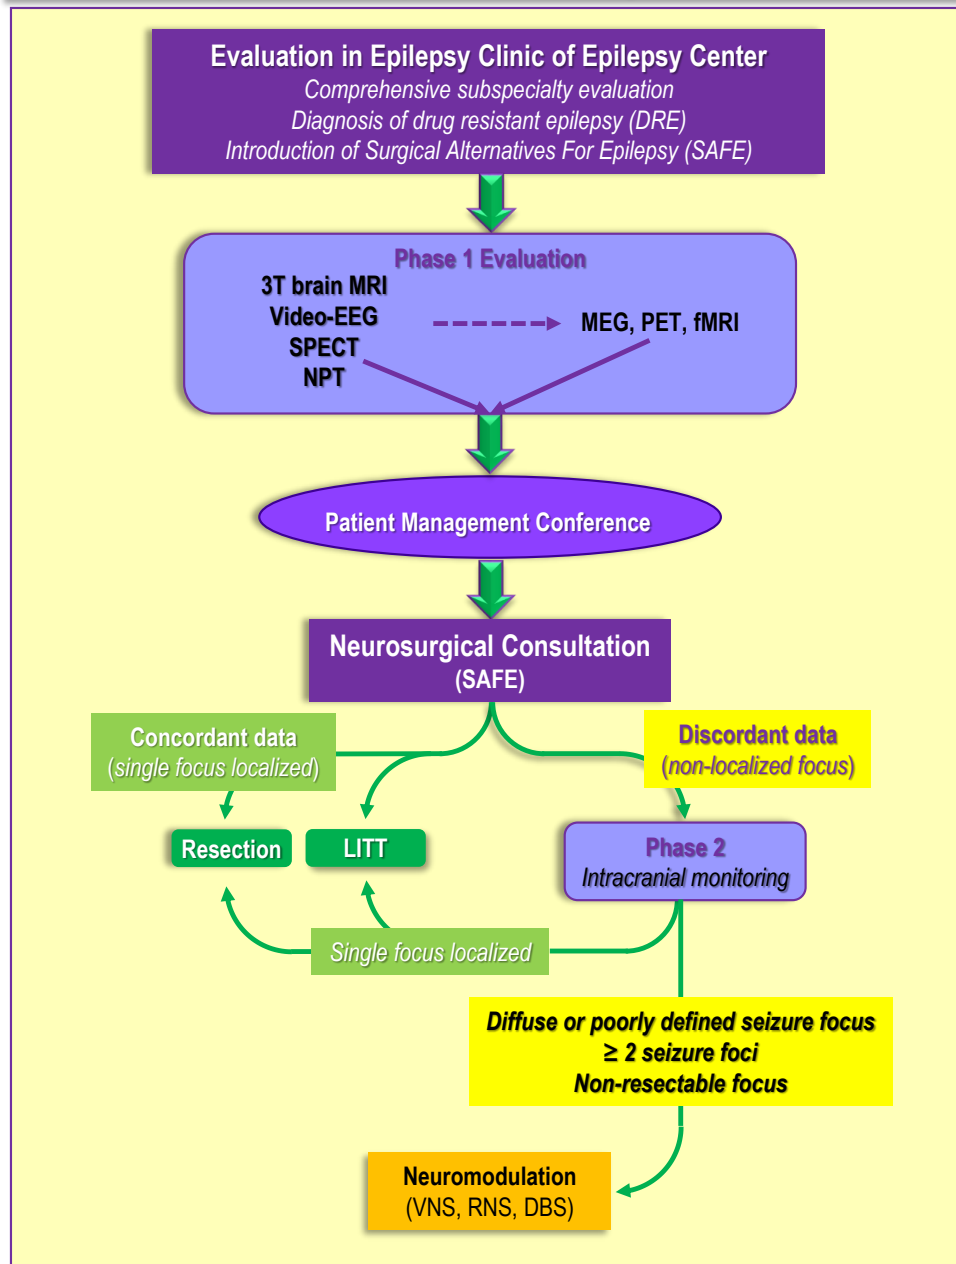 Evaluation in Epilepsy Clinic of Epilepsy Center
Comprehensive subspecialty evaluation
Diagnosis of drug resistant epilepsy (DRE)
Introduction of Surgical Alternatives For Epilepsy (SAFE)
Phase 1 Evaluation
3T brain MRI
Video-EEG
SPECT
NPT
MEG, PET, fMRI
Patient Management Conference
Neurosurgical Consultation
(SAFE)
Concordant data
(single focus localized)
Discordant data
(non-localized focus)
Resection
LITT
Phase 2
Intracranial monitoring
Single focus localized
Diffuse or poorly defined seizure focus
≥ 2 seizure foci
Non-resectable focus
Neuromodulation
(VNS, RNS, DBS)